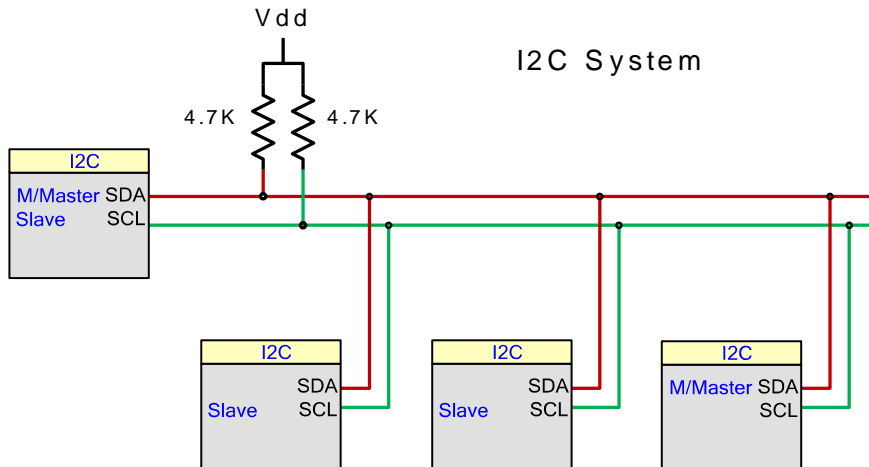 Vdd
I2C System
4.7K 4.7K
I2C
M/Master SDA
Slave SCL
I2C
SDA
Slave SCL
I2C
SDA
Slave SCL
I2C
M/Master SDA
SCL